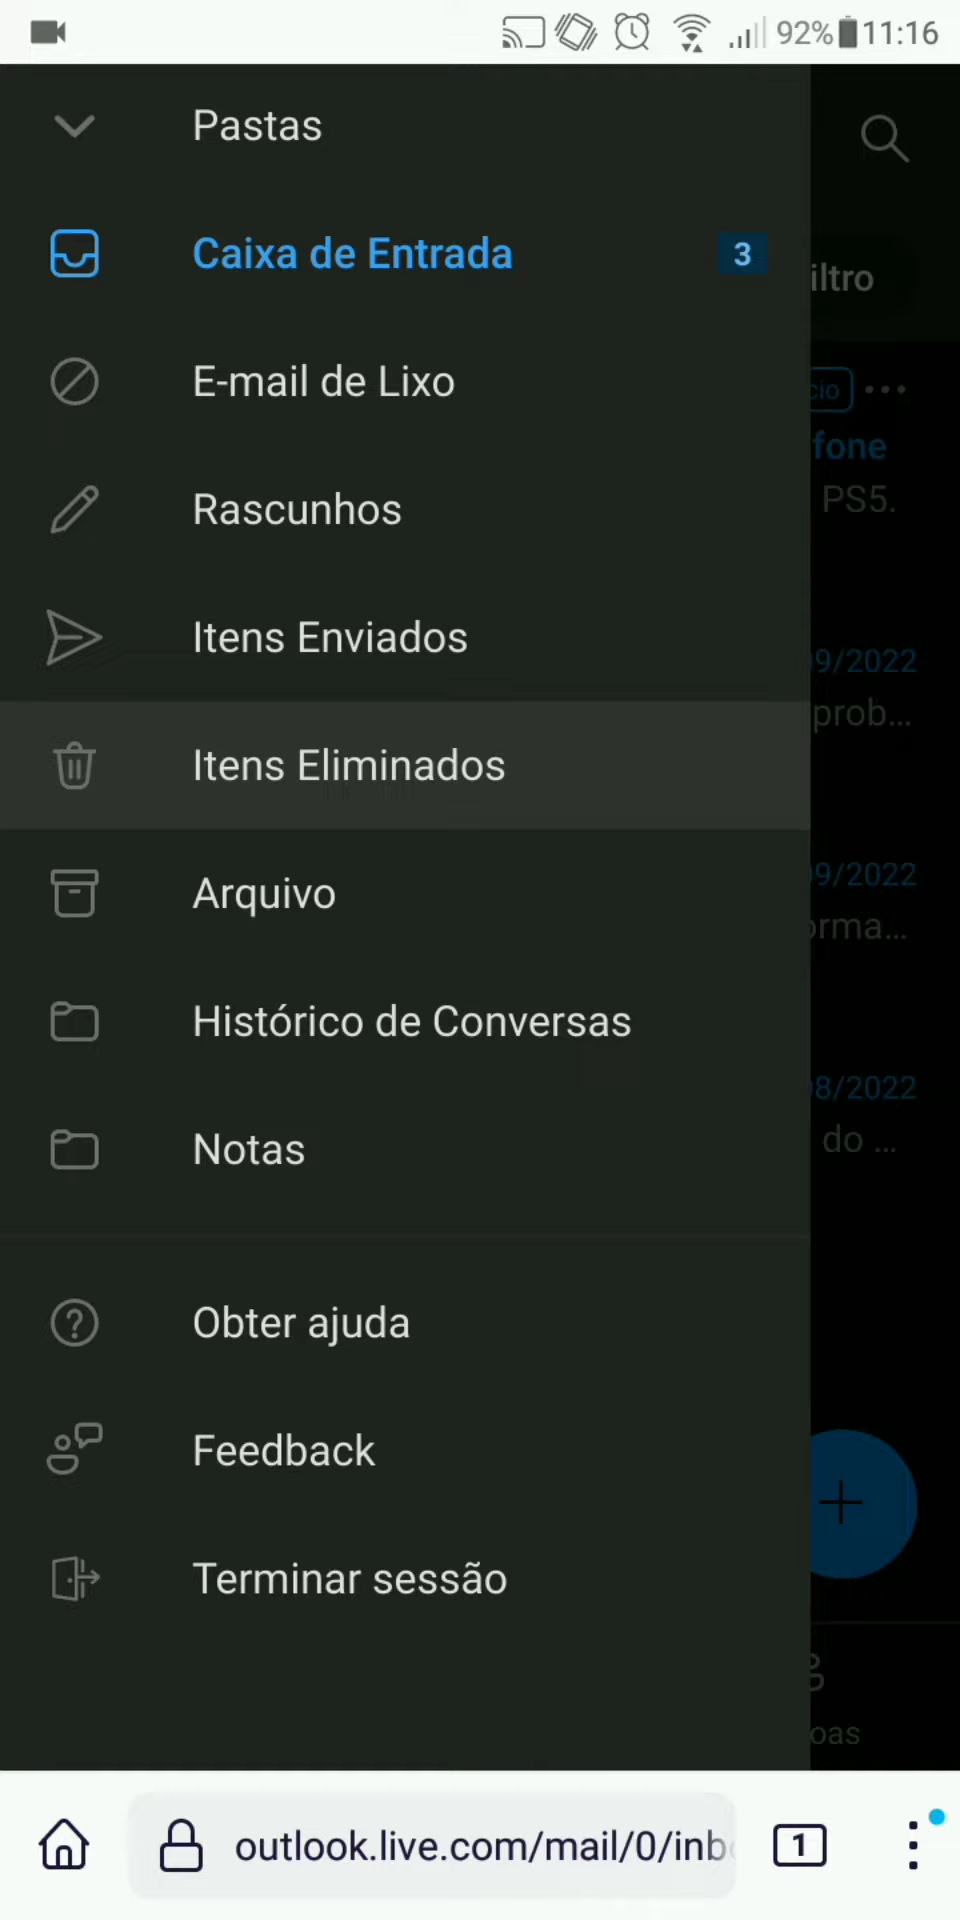 92% 11:16
Pastas
Caixa de Entrada 3
E-mail de Lixo
Rascunhos
Itens Enviados
Itens Eliminados
Arquivo
Histórico de Conversas
Notas
Obter ajuda
Feedback
Terminar sessão
iltro
cio
fone
PS5.
9/2022
prob...
9/2022
orma...
8/2022
do ...
oas
outlook.live.com/mail/0/inb
1